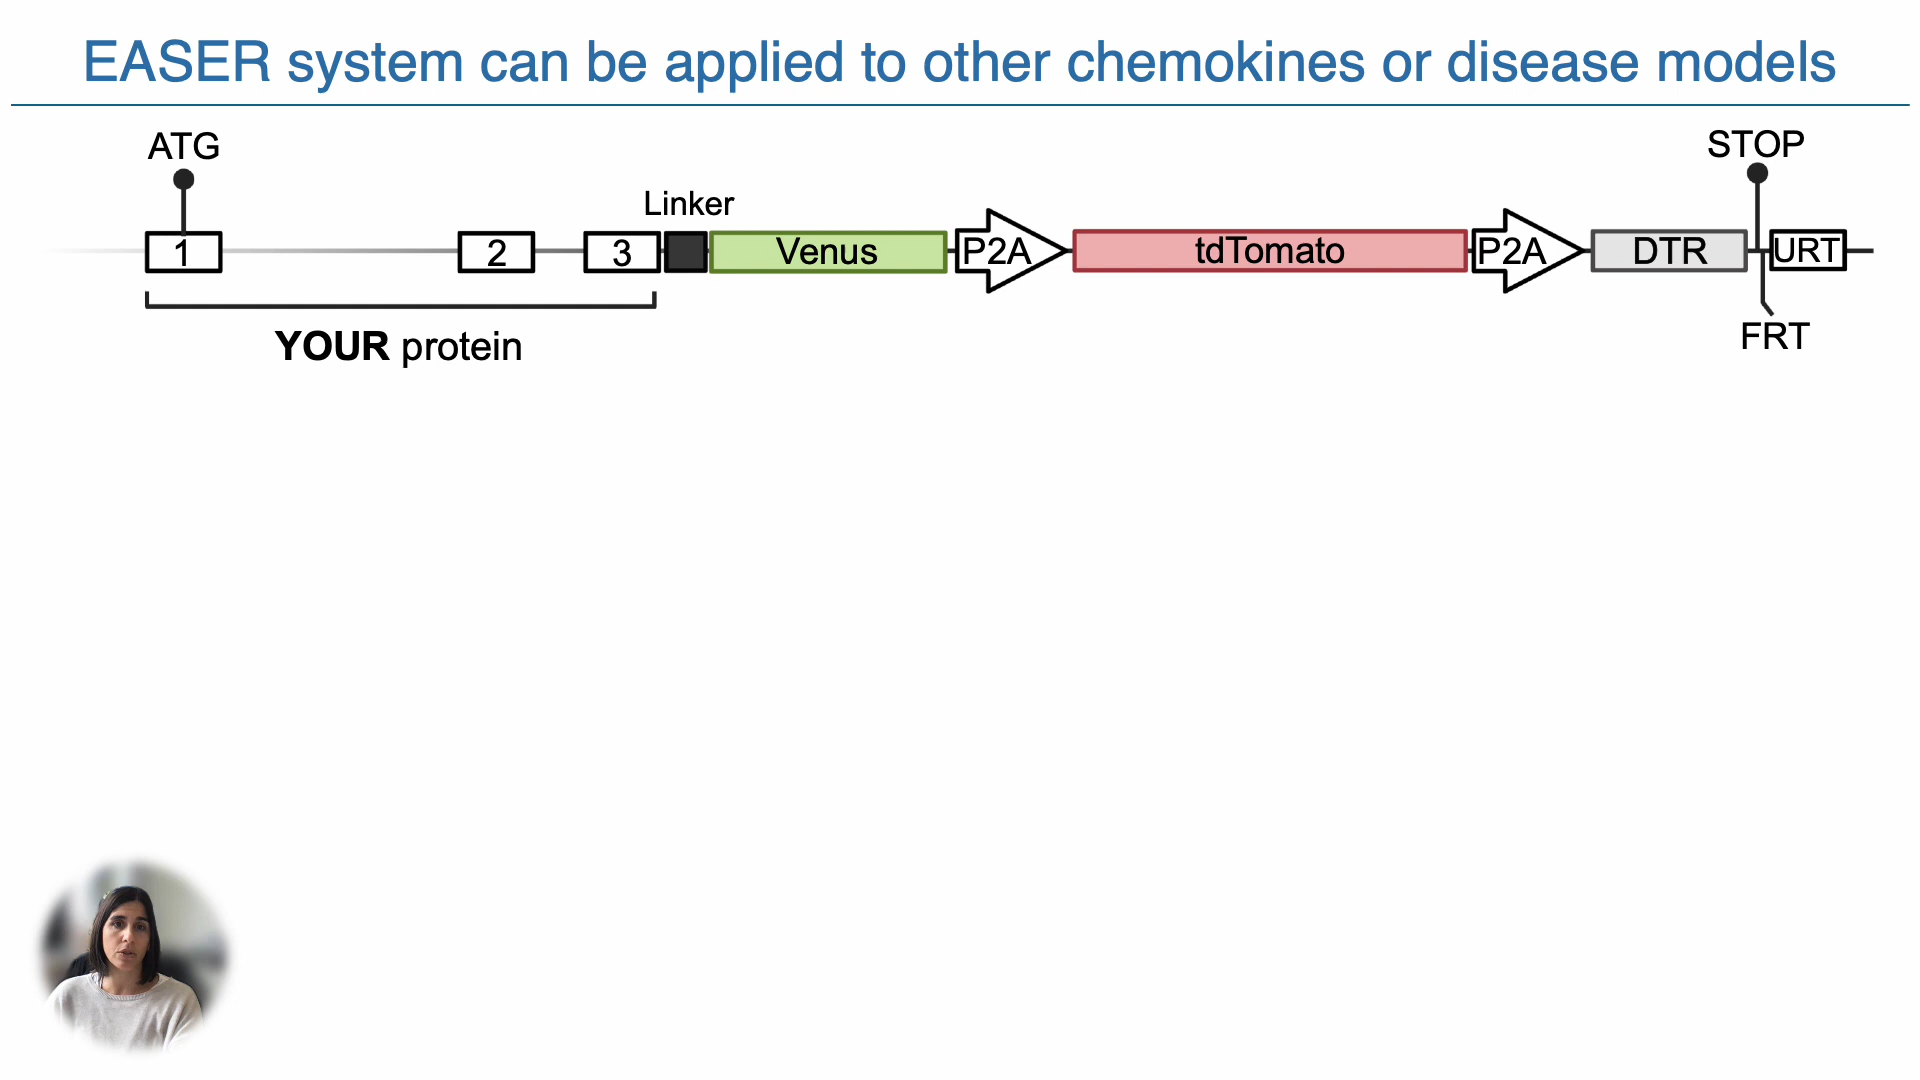 EASER system can be applied to other chemokines or disease models
ATG
STOP
Linker
1
2
3
Venus
P2A
tdTomato
P2A
DTR
URT
YOUR protein
FRT